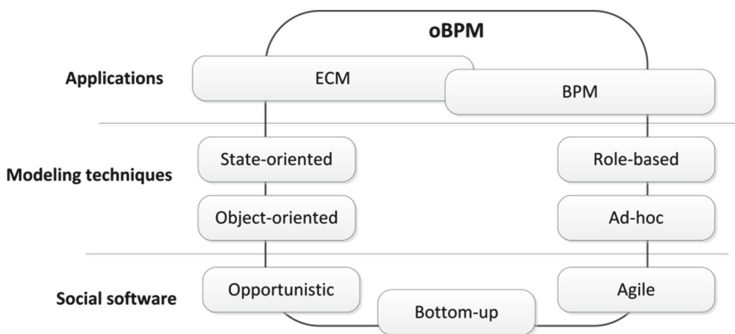 oBPM
Applications
ECM
BPM
State-oriented
Role-based
Modeling techniques
Object-oriented
Ad-hoc
Opportunistic
Agile
Social software
Bottom-up